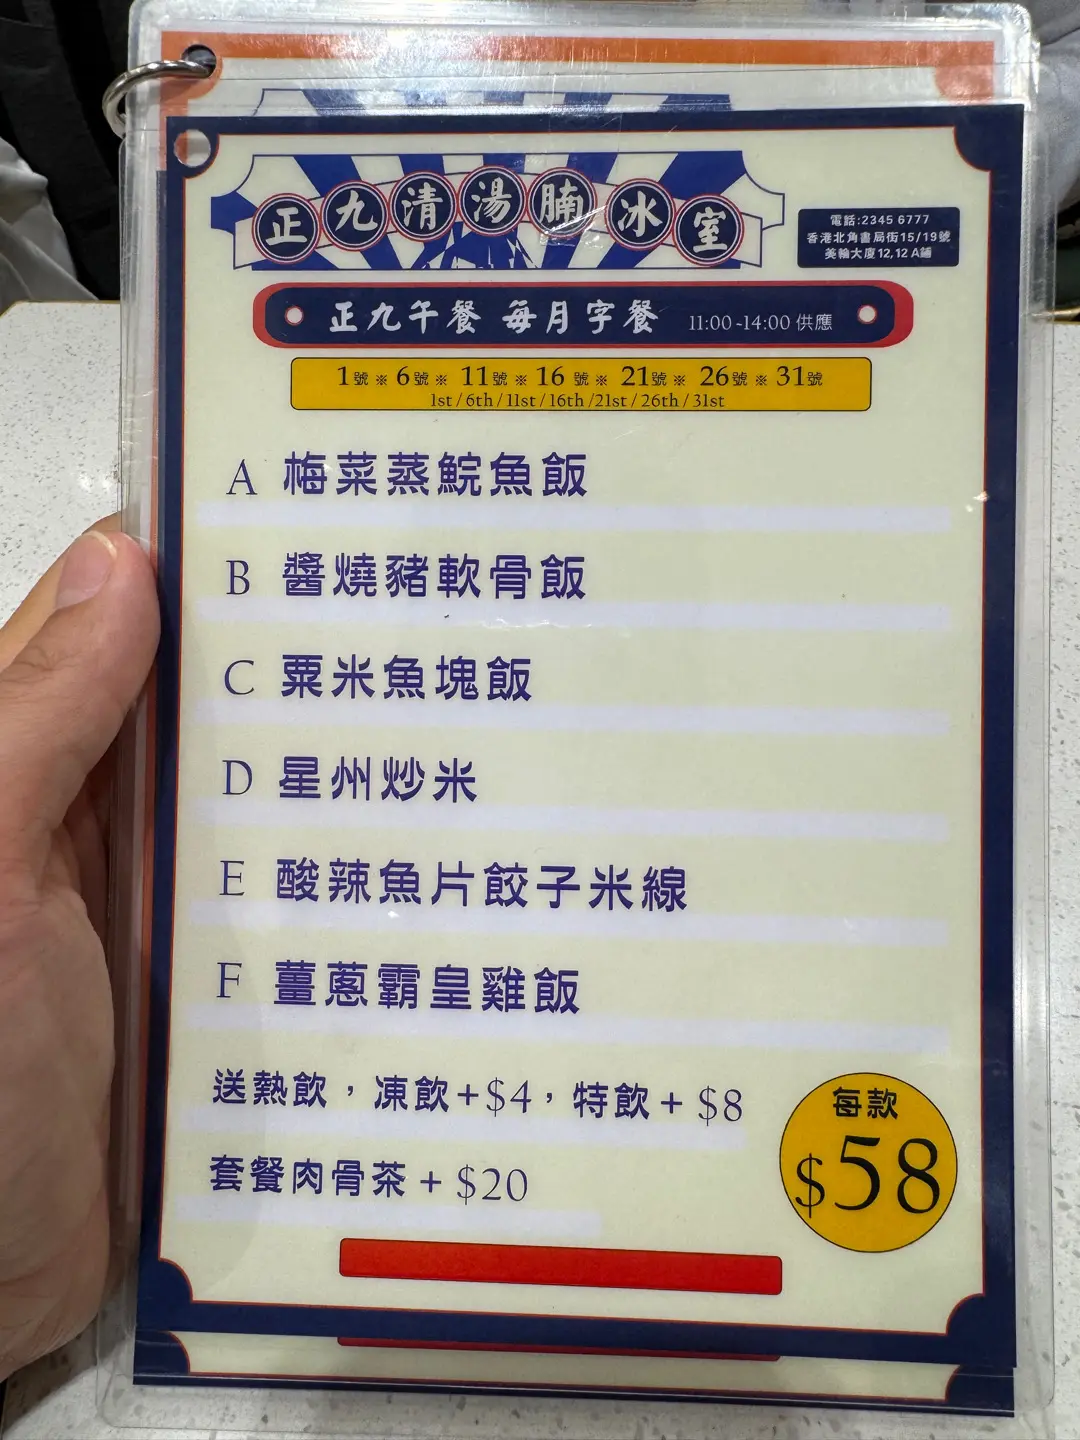 正九清湯腩冰室
電話:2345 6777
香港北角書局街15/19號
美輪大廈12,12A鋪
正九午餐 每月字餐 11:00-14:00 供應
1號※6號※ 11號※16 號※ 21號※ 26號※31號
1st/6th/11st/16th/21st/26th/31st
A 梅菜蒸鯇魚飯
B 醬燒豬軟骨飯
C 粟米魚塊飯
D 星州炒米
E 酸辣魚片餃子米線
F 薑蔥霸皇雞飯
送熱飲，凍飲+$4，特飲+ $8
套餐肉骨茶+ $20
每款
$58